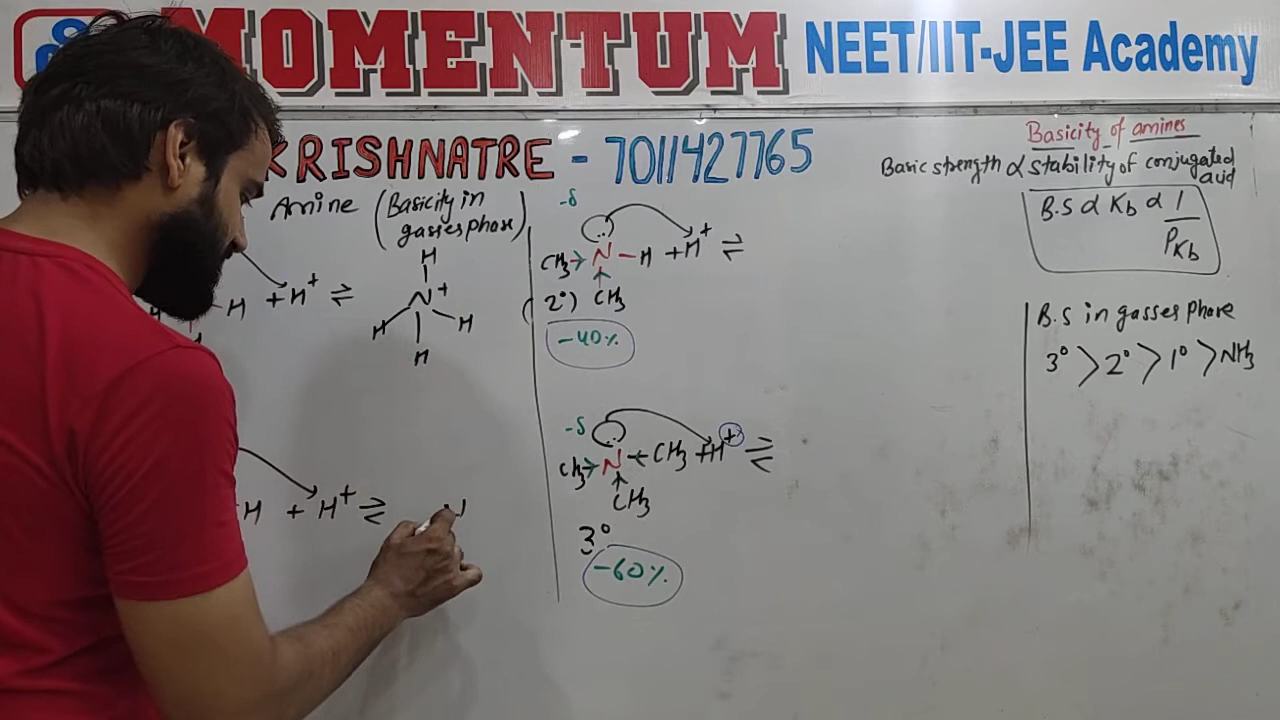 MOMENTUM NEET/IIT-JEE Academy
KRISHNATRE - 7011427765
Amine (Basicity in
gasses phase)
H
+ H+ ⇌ N+
H H H
H
H + H+ ⇌ N
-δ
CH3 → N̈ - H + H+ ⇌
CH3
(2°)
-40%
-δ
CH3 → N̈ ← CH3 + H+ ⇌
CH3
3°
-60%
Basicity of amines
Basic strength α stability of conjugated
acid
B.S α Kb α 1
PKb
B.S in gasses phare
3° > 2° > 1° > NH3